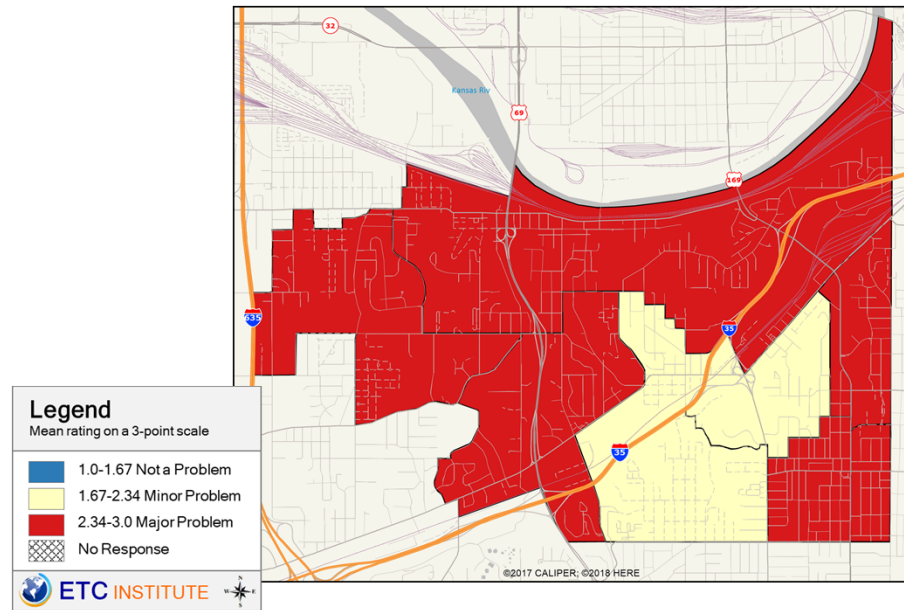 32
Kansas Riv
69
169
635
35
35
Legend
Mean rating on a 3-point scale
1.0-1.67 Not a Problem
1.67-2.34 Minor Problem
2.34-3.0 Major Problem
No Response
ETC INSTITUTE
N
W E
S
©2017 CALIPER; ©2018 HERE